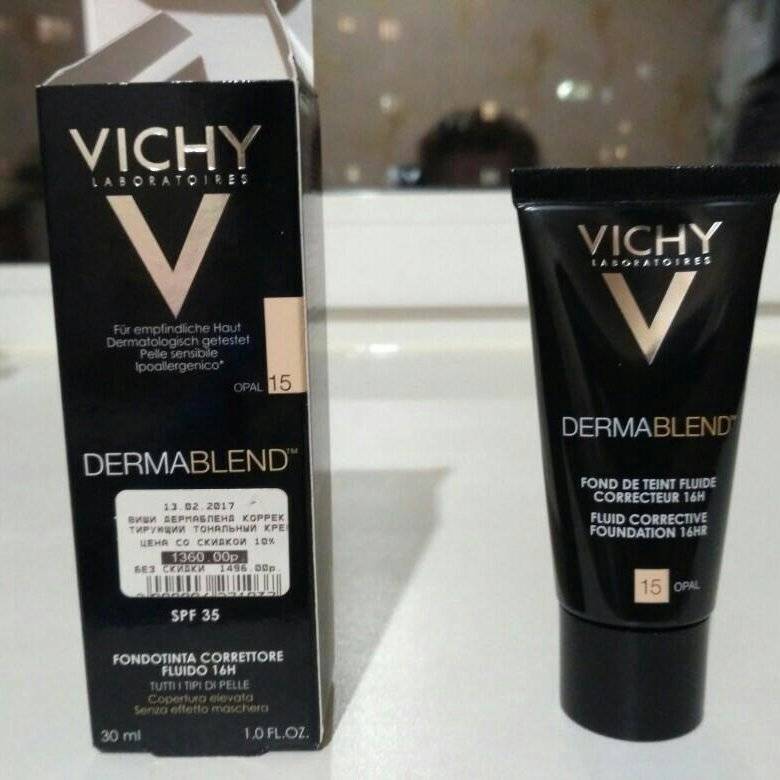 VICHY
LABORATOIRES
Für empfindliche Haut
Dermatologisch getestet
Pelle sensibile
Ipoallergenico*
OPAL 15
DERMABLEND™
13.02.2017
ВИШИ ДЕРМАБЛЕНД КОРРЕК
ТИРУЮЩИЙ ТОНАЛЬНЫЙ КРЕ
ЦЕНА СО СКИДКОЙ 10%
1360.00р
БЕЗ СКИДКИ 1496.00р.
SPF 35
FONDOTINTA CORRETTORE
FLUIDO 16H
TUTTI I TIPI DI PELLE
Copertura elevata
Senza effetto maschera
30 ml 1.0 FL.OZ.
VICHY
LABORATOIRES
DERMABLEND™
FOND DE TEINT FLUIDE
CORRECTEUR 16H
FLUID CORRECTIVE
FOUNDATION 16HR
15 OPAL